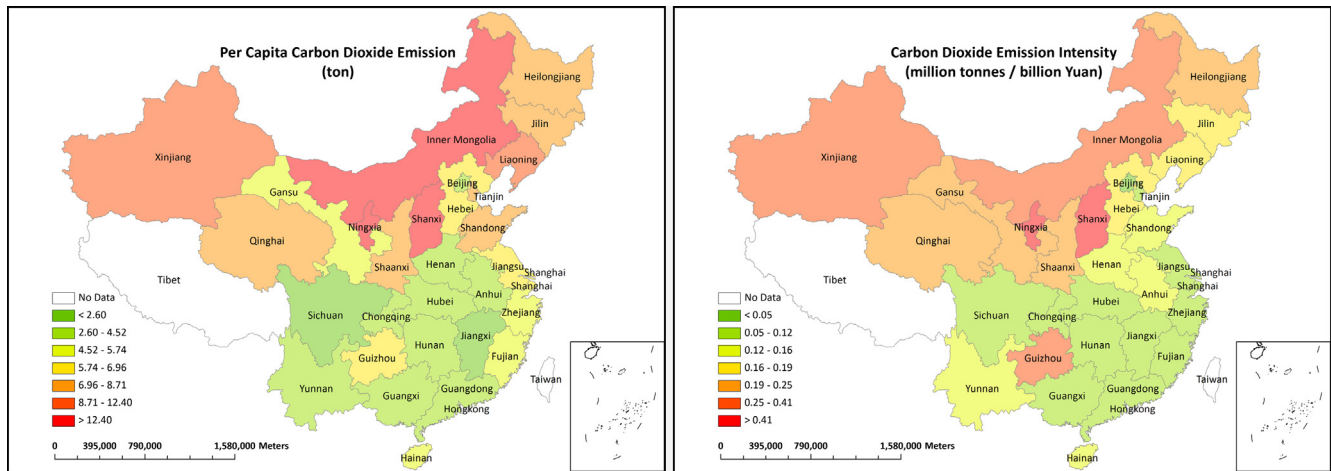 Per Capita Carbon Dioxide Emission
(ton)
Heilongjiang
Jilin
Inner Mongolia
Liaoning
Xinjiang
Beijing
Gansu
Tianjin
Hebei
Shanxi
Ningxia
Shandong
Qinghai
Shaanxi
Henan
Jiangsu
Shanghai
Shanghai
Tibet
Anhui
Hubei
Zhejiang
Sichuan
Chongqing
Jiangxi
Hunan
Guizhou
Fujian
Taiwan
Yunnan
Guangdong
Guangxi
Hongkong
Hainan
No Data
< 2.60
2.60 - 4.52
4.52 - 5.74
5.74 - 6.96
6.96 - 8.71
8.71 - 12.40
> 12.40
0 395,000 790,000 1,580,000 Meters
Carbon Dioxide Emission Intensity
(million tonnes / billion Yuan)
Heilongjiang
Jilin
Inner Mongolia
Liaoning
Xinjiang
Beijing
Gansu
Tianjin
Hebei
Shanxi
Ningxia
Shandong
Qinghai
Shaanxi
Henan
Jiangsu
Shanghai
Shanghai
Tibet
Anhui
Hubei
Zhejiang
Sichuan
Chongqing
Jiangxi
Hunan
Guizhou
Fujian
Taiwan
Yunnan
Guangdong
Guangxi
Hongkong
Hainan
No Data
< 0.05
0.05 - 0.12
0.12 - 0.16
0.16 - 0.19
0.19 - 0.25
0.25 - 0.41
> 0.41
0 395,000 790,000 1,580,000 Meters